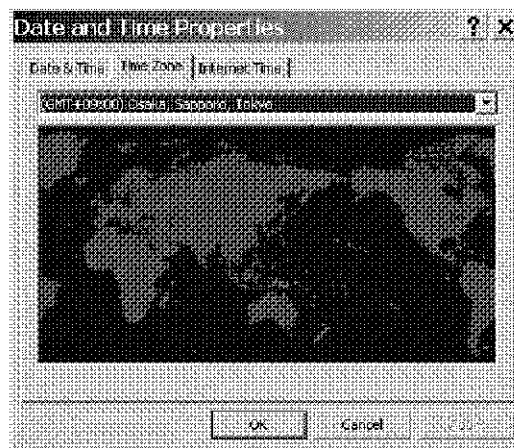 Date and Time Properties ? X
Date & Time Time Zone Internet Time
(GMT+09:00) Osaka, Sapporo, Tokyo
OK Cancel